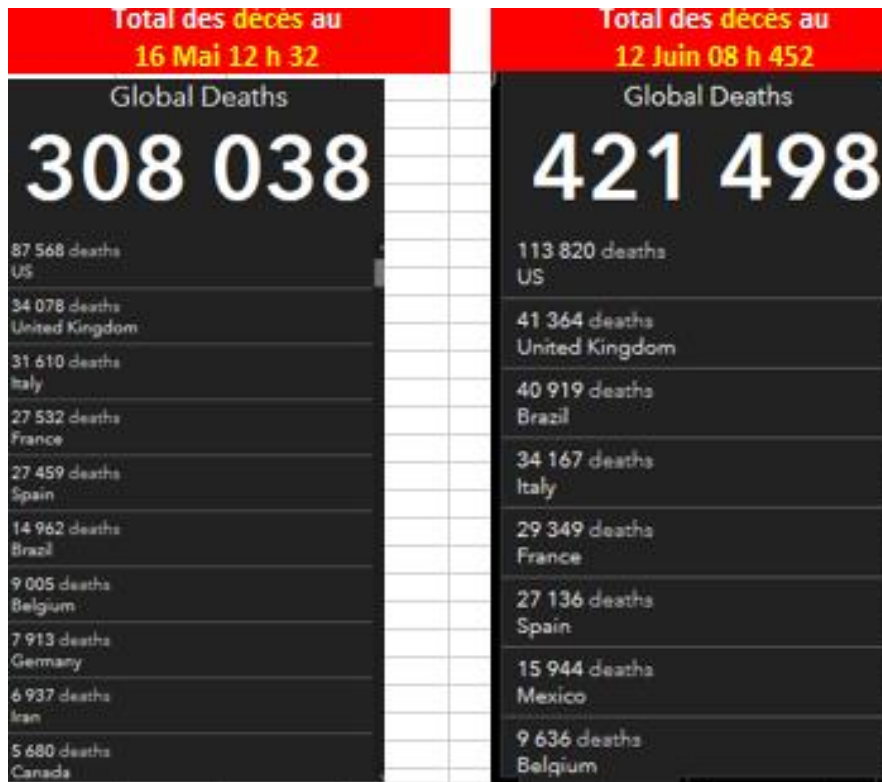 Total des décès au
16 Mai 12 h 32
Global Deaths
308 038
87 568 deaths
US
34 078 deaths
United Kingdom
31 610 deaths
Italy
27 532 deaths
France
27 459 deaths
Spain
14 962 deaths
Brazil
9 005 deaths
Belgium
7 913 deaths
Germany
6 937 deaths
Iran
5 680 deaths
Canada
Total des décès au
12 Juin 08 h 452
Global Deaths
421 498
113 820 deaths
US
41 364 deaths
United Kingdom
40 919 deaths
Brazil
34 167 deaths
Italy
29 349 deaths
France
27 136 deaths
Spain
15 944 deaths
Mexico
9 636 deaths
Belgium